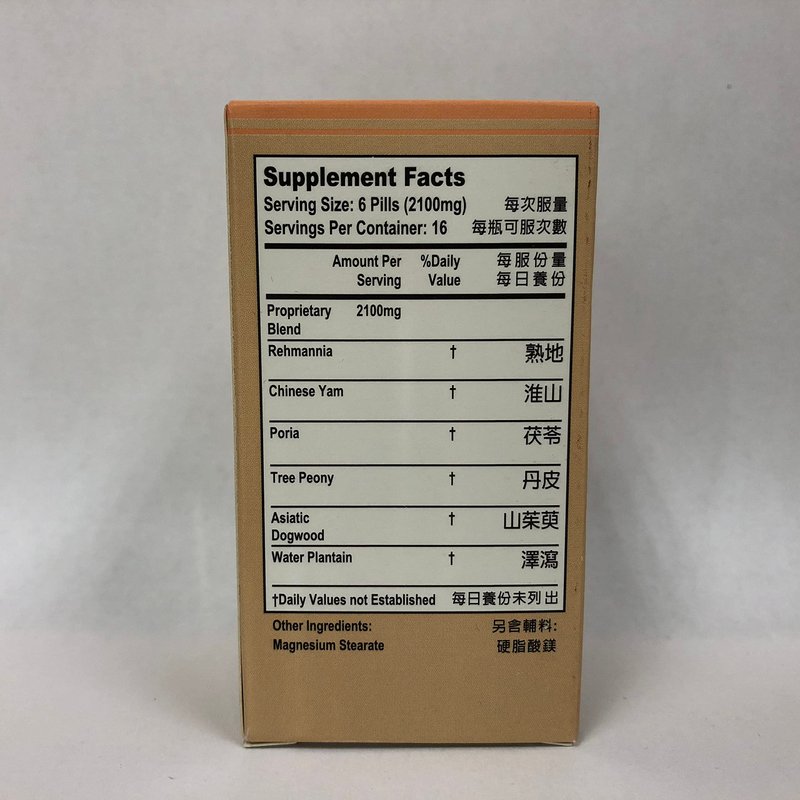 Supplement Facts
Serving Size: 6 Pills (2100mg) 每次服量
Servings Per Container: 16 每瓶可服次數
Amount Per %Daily 每服份量
Serving Value 每日養份
Proprietary 2100mg
Blend
Rehmannia † 熟地
Chinese Yam † 淮山
Poria † 茯苓
Tree Peony † 丹皮
Asiatic † 山茱萸
Dogwood
Water Plantain † 澤瀉
†Daily Values not Established 每日養份未列出
Other Ingredients: 另含輔料:
Magnesium Stearate 硬脂酸鎂